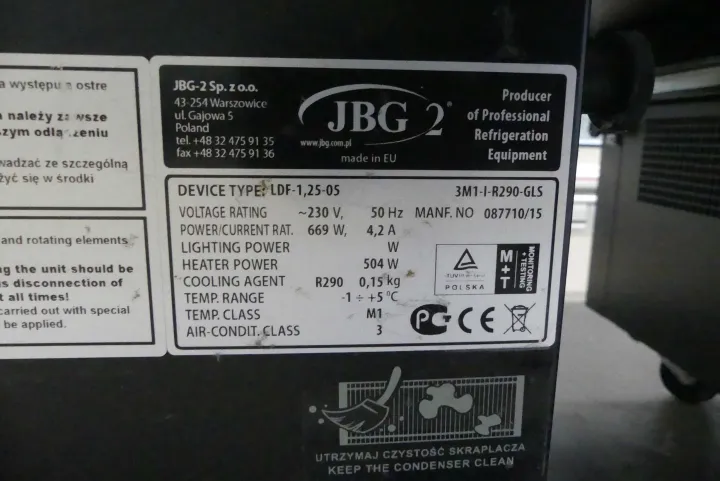 a występu z ostre
a należy zawsze
szym odłączeniu
wadzać ze szczególną
żyć się w środki
and rotating elements
ng the unit should be
s disconnection of
t all times!
carried out with special
be applied.
JBG-2 Sp. z o.o.
43-254 Warszowice
ul. Gajowa 5
Poland
tel. +48 32 475 91 35
fax +48 32 475 91 36
JBG 2®
www.jbg.com.pl
made in EU
Producer
of Professional
Refrigeration
Equipment
DEVICE TYPE: LDF-1,25-05 3M1-I-R290-GLS
VOLTAGE RATING ~230 V, 50 Hz MANF. NO 087710/15
POWER/CURRENT RAT. 669 W, 4,2 A
LIGHTING POWER W
HEATER POWER 504 W
COOLING AGENT R290 0,15 kg
TEMP. RANGE -1 ÷ +5 °C
TEMP. CLASS M1
AIR-CONDIT. CLASS 3
POLSKA
M+T
MONITORING
+ TESTING
CE
UTRZYMAJ CZYSTOŚĆ SKRAPLACZA
KEEP THE CONDENSER CLEAN